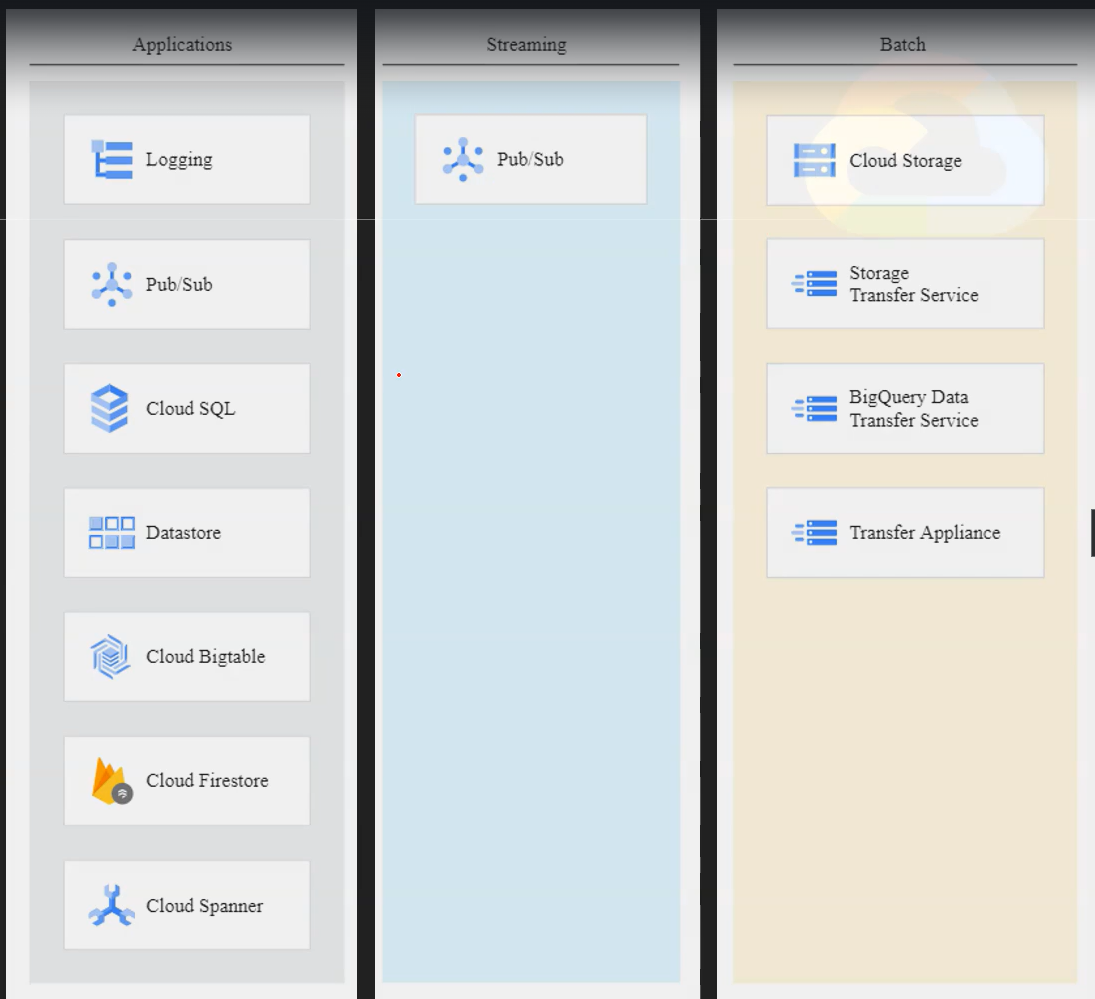 Applications
Logging
Pub/Sub
Cloud SQL
Datastore
Cloud Bigtable
Cloud Firestore
Cloud Spanner
Streaming
Pub/Sub
Batch
Cloud Storage
Storage
Transfer Service
BigQuery Data
Transfer Service
Transfer Appliance